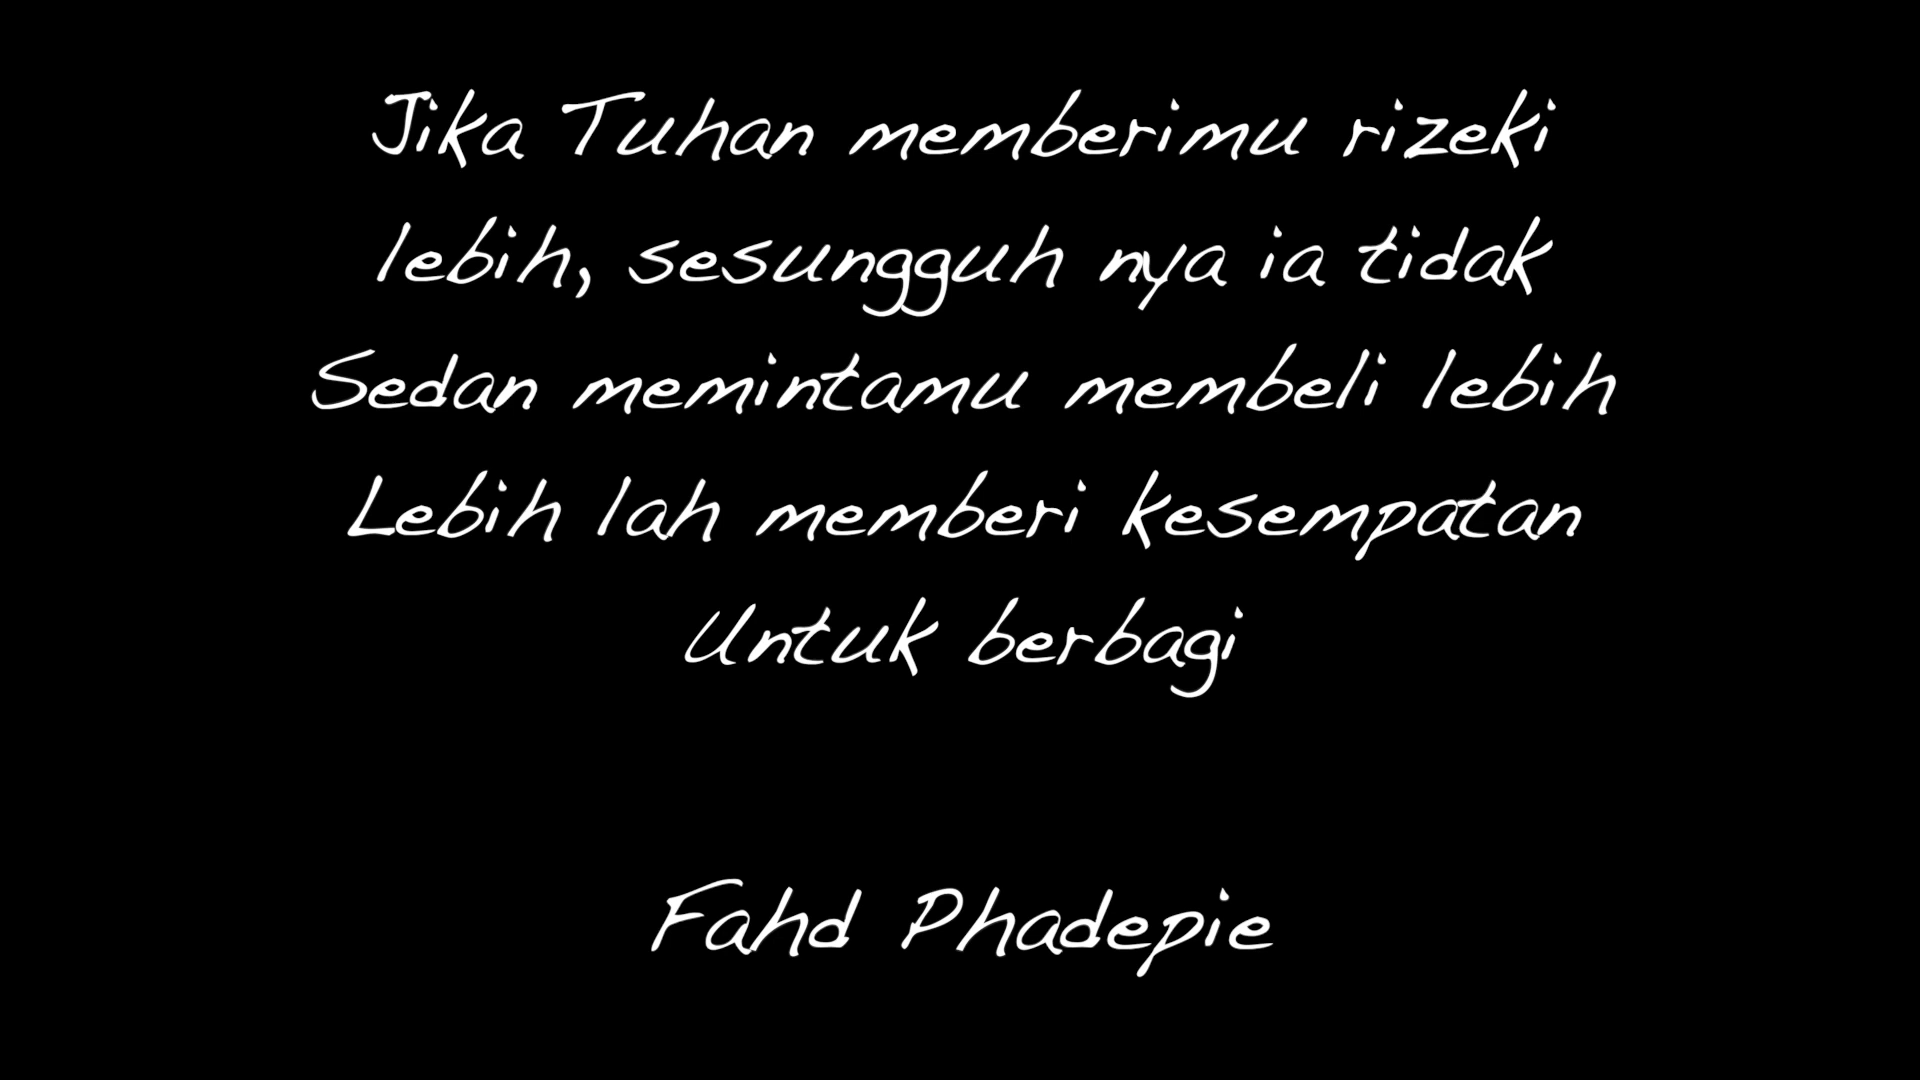 Jika Tuhan memberimu rizeki
lebih, sesungguh nya ia tidak
Sedan memintamu membeli lebih
Lebih lah memberi kesempatan
Untuk berbagi
Fahd Phadepie